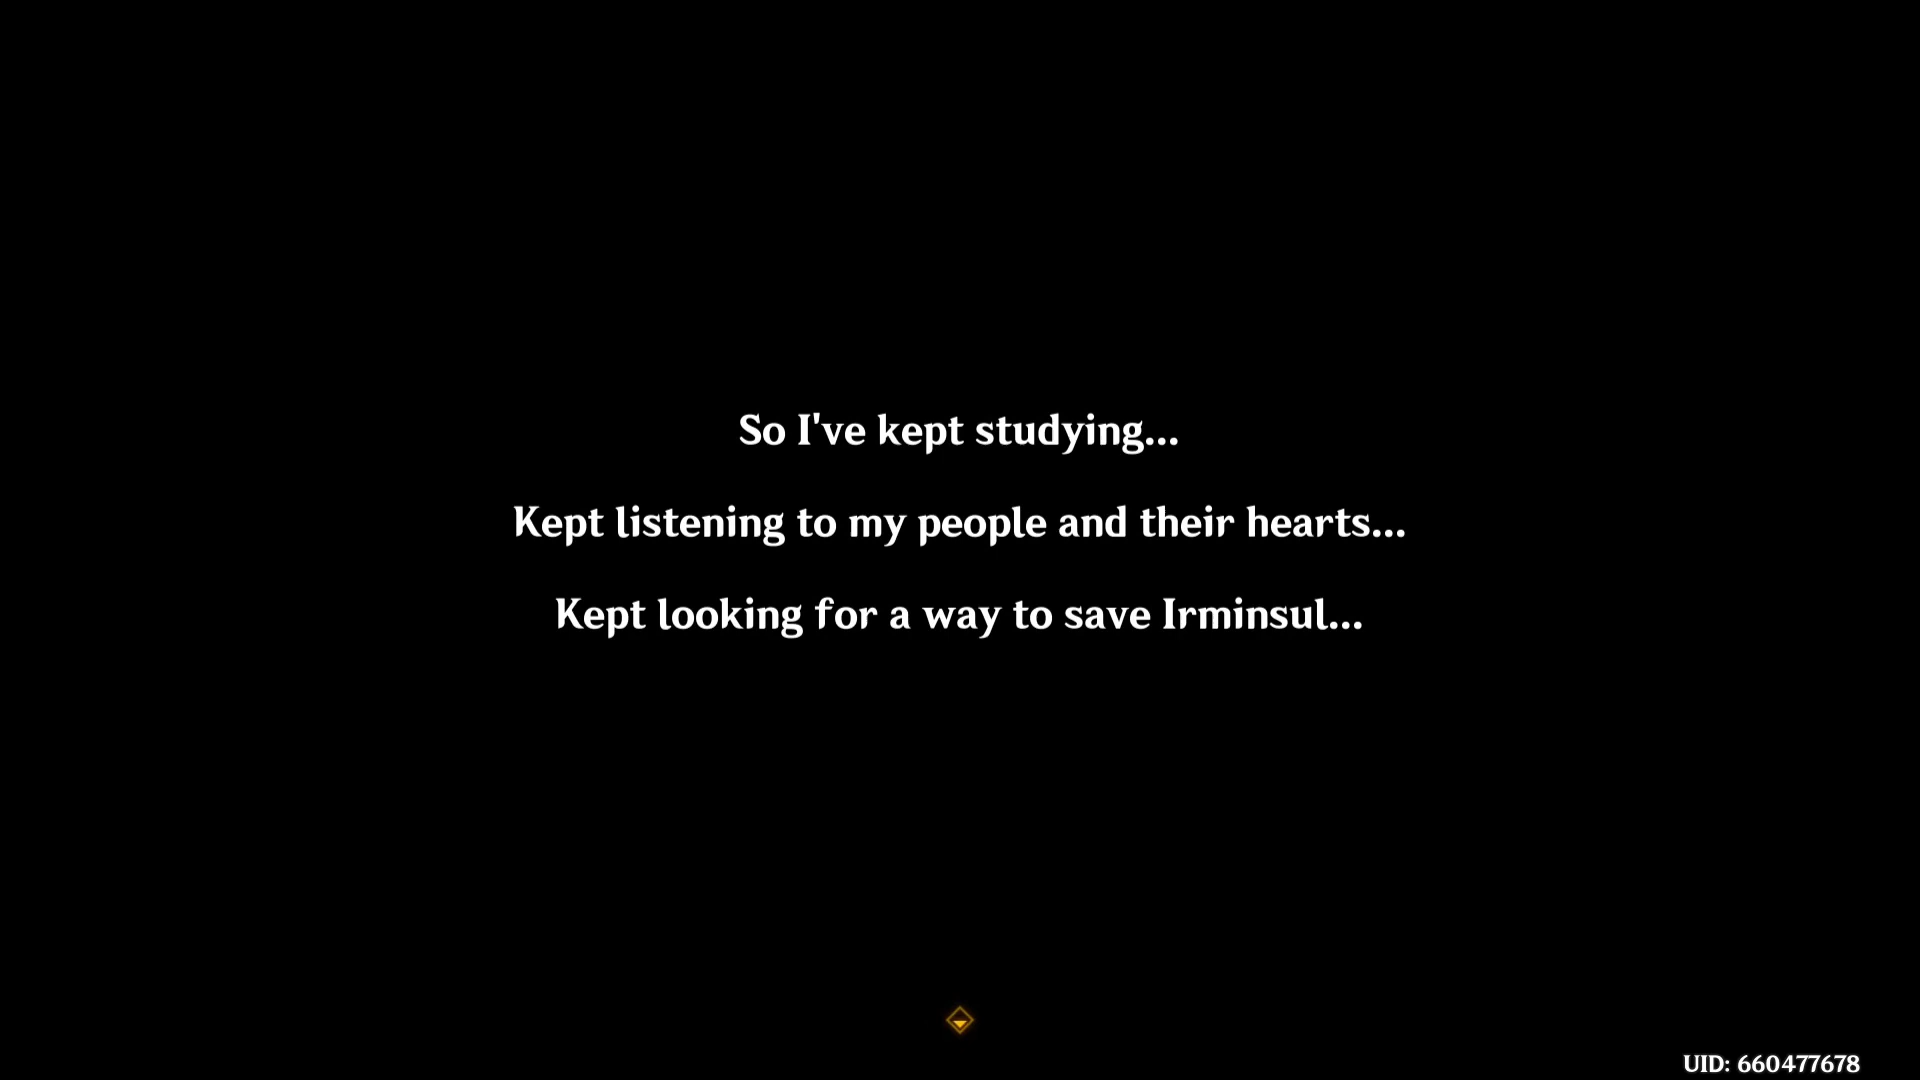 So I've kept studying...
Kept listening to my people and their hearts...
Kept looking for a way to save Irminsul...
UID: 660477678